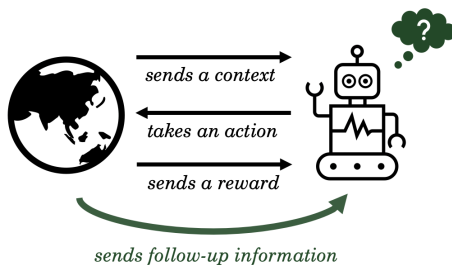 ?
sends a context
takes an action
sends a reward
sends follow-up information